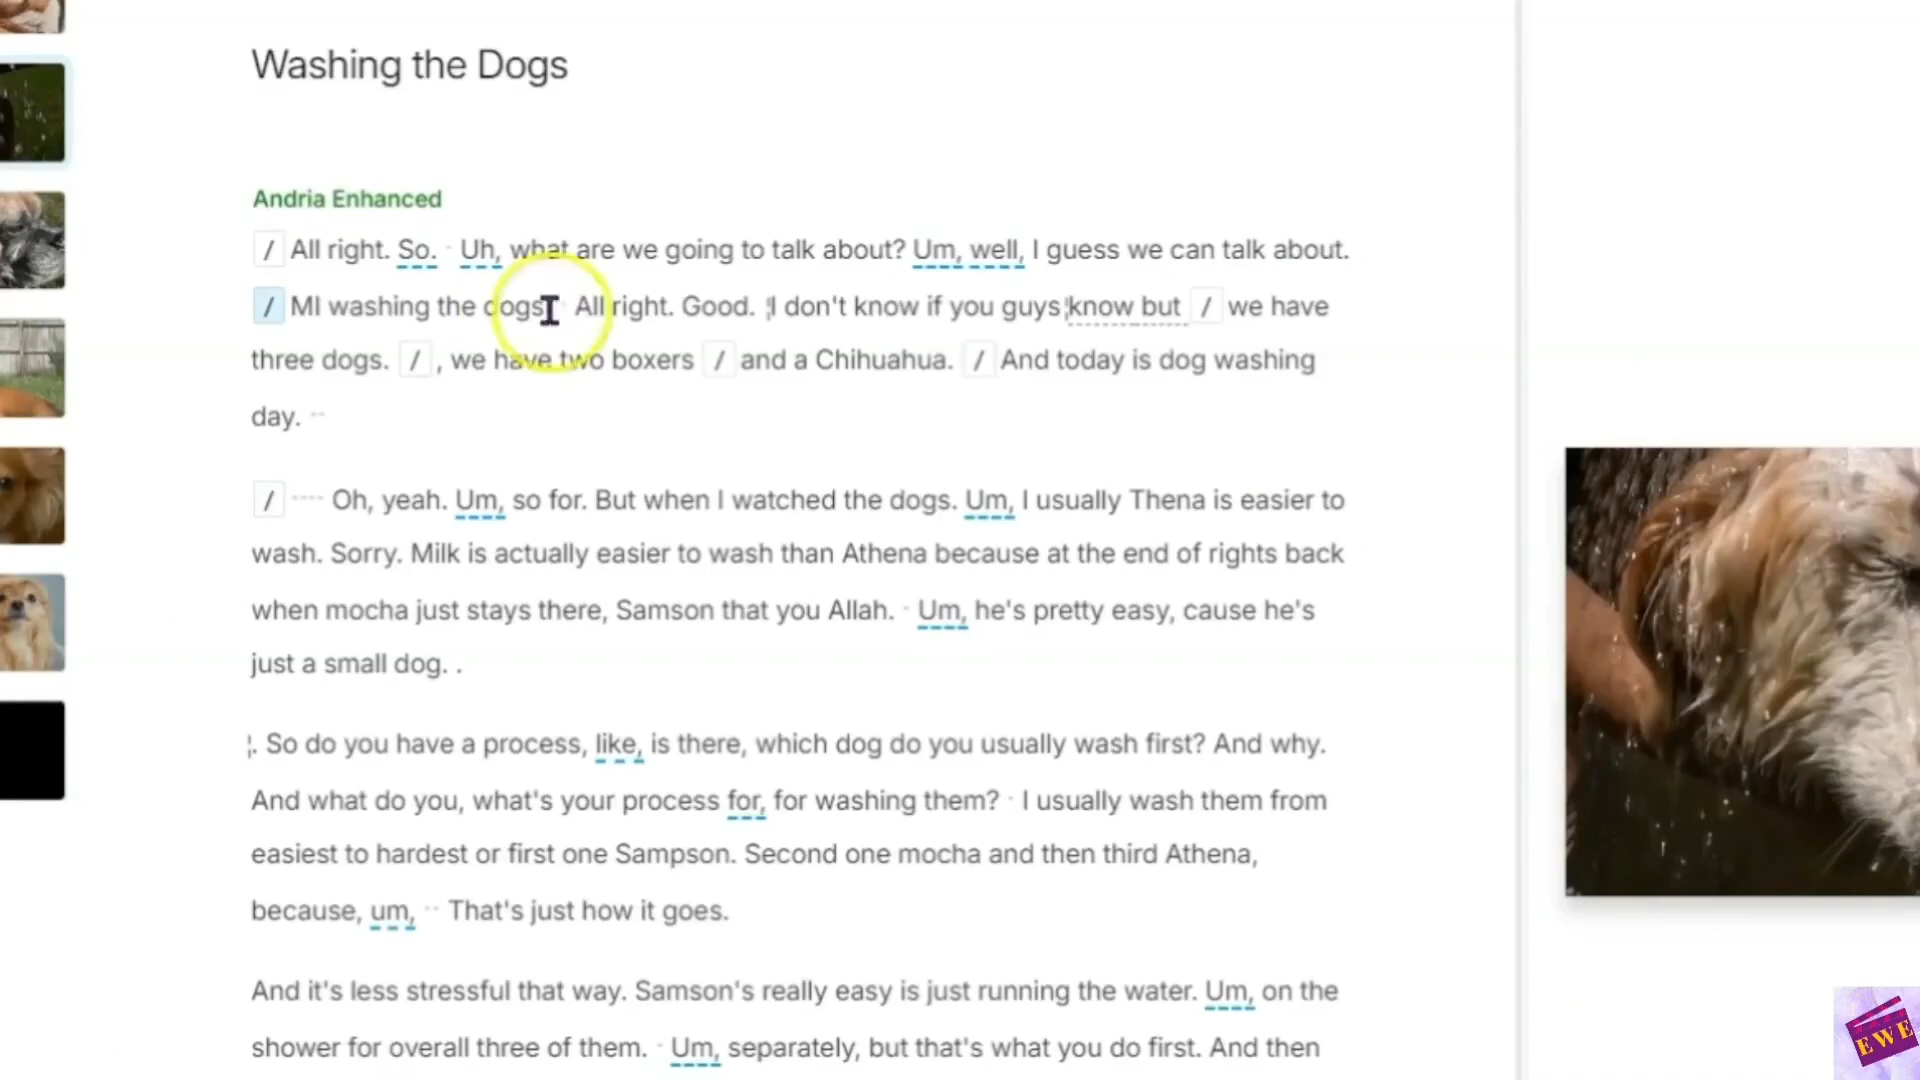 Washing the Dogs
Andria Enhanced
/ All right. So. · Uh, what are we going to talk about? Um, well, I guess we can talk about.
/ MI washing the dogs · All right. Good. ¦I don't know if you guys¦know but / we have
three dogs. / , we have two boxers / and a Chihuahua. / And today is dog washing
day. ··
/ ···· Oh, yeah. Um, so for. But when I watched the dogs. Um, I usually Thena is easier to
wash. Sorry. Milk is actually easier to wash than Athena because at the end of rights back
when mocha just stays there, Samson that you Allah. · Um, he's pretty easy, cause he's
just a small dog. .
¦. So do you have a process, like, is there, which dog do you usually wash first? And why.
And what do you, what's your process for, for washing them? · I usually wash them from
easiest to hardest or first one Sampson. Second one mocha and then third Athena,
because, um, ·· That's just how it goes.
And it's less stressful that way. Samson's really easy is just running the water. Um, on the
shower for overall three of them. · Um, separately, but that's what you do first. And then
EWE